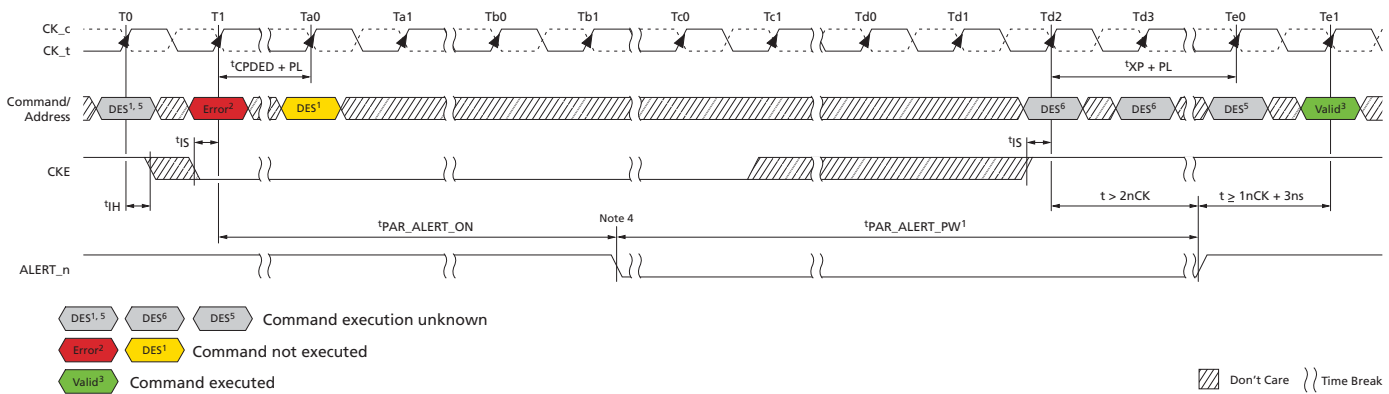 T0 T1 Ta0 Ta1 Tb0 Tb1 Tc0 Tc1 Td0 Td1 Td2 Td3 Te0 Te1
CK_c
CK_t
tCPDED + PL
tXP + PL
Command/
Address
DES1, 5
Error2
DES1
DES6
DES6
DES5
Valid3
tIS
tIS
CKE
tIH
t > 2nCK
t ≥ 1nCK + 3ns
Note 4
tPAR_ALERT_ON
tPAR_ALERT_PW1
ALERT_n
DES1, 5 DES6 DES5 Command execution unknown
Error2 DES1 Command not executed
Valid3 Command executed
Don't Care Time Break